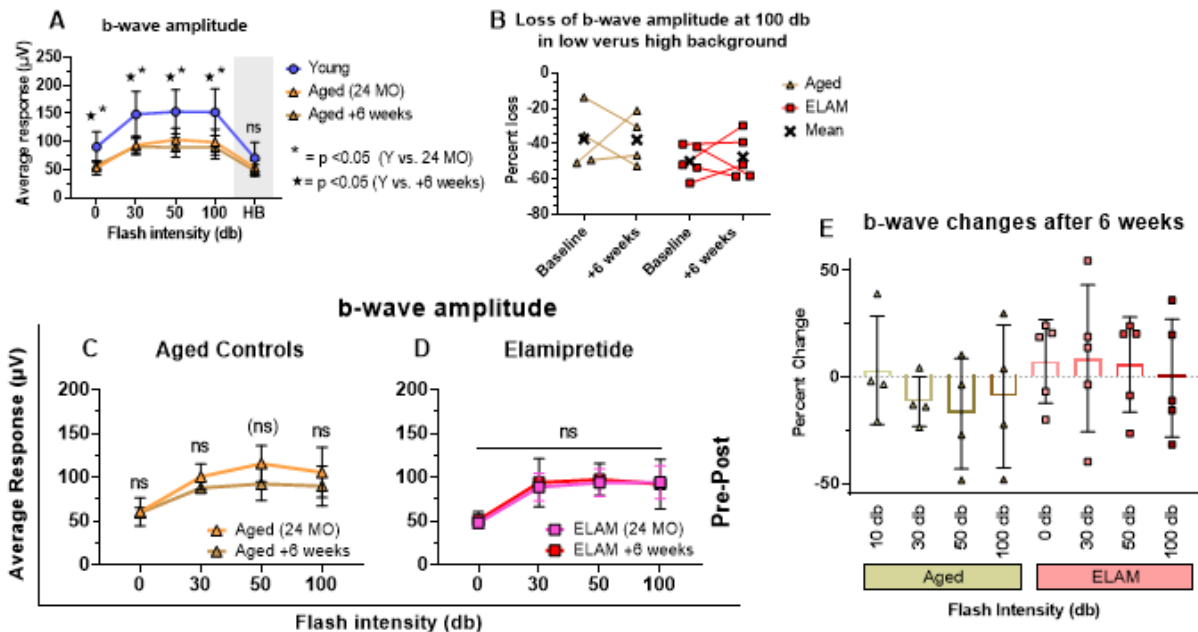 A
b-wave amplitude
Average response (µV)
250
200
150
100
50
0
ns
0
30
50
100
HB
Flash intensity (db)
Young
Aged (24 MO)
Aged +6 weeks
* = p <0.05 (Y vs. 24 MO)
★= p <0.05 (Y vs. +6 weeks)
B
Loss of b-wave amplitude at 100 db
in low versus high background
Percent loss
0
-20
-40
-60
-80
Baseline
+6 weeks
Baseline
+6 weeks
Aged
ELAM
Mean
b-wave amplitude
Average Response (µV)
C
Aged Controls
200
150
100
50
0
ns
ns
(ns)
ns
Aged (24 MO)
Aged +6 weeks
0
30
50
100
D
Elamipretide
200
150
100
50
0
ns
ELAM (24 MO)
ELAM +6 weeks
0
30
50
100
Pre-Post
Flash intensity (db)
E
b-wave changes after 6 weeks
Percent Change
50
0
-50
10 db
30 db
50 db
100 db
0 db
30 db
50 db
100 db
Aged
ELAM
Flash Intensity (db)